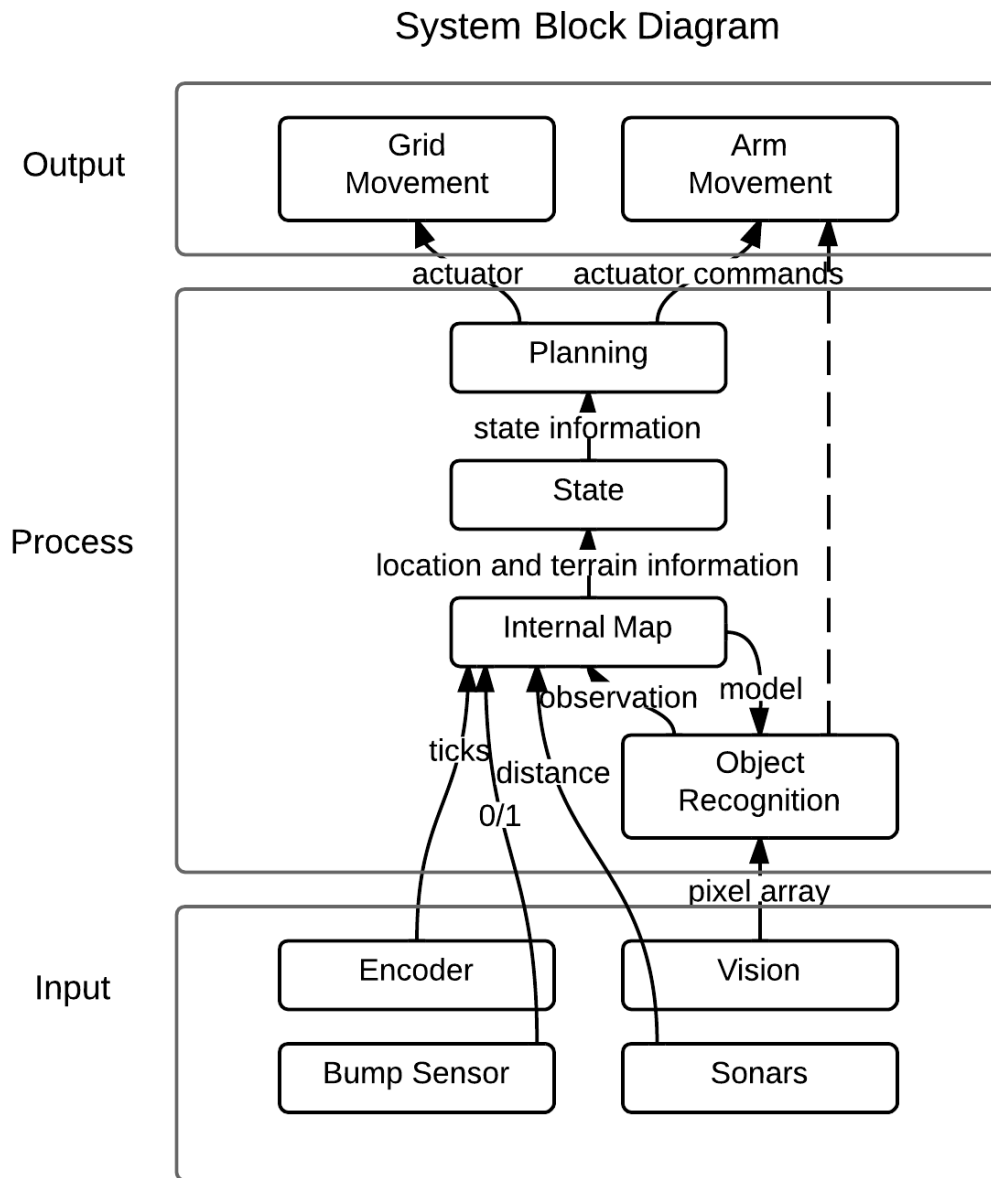 System Block Diagram
Output
Grid
Movement
Arm
Movement
actuator
actuator commands
Process
Planning
state information
State
location and terrain information
Internal Map
observation
model
ticks
distance
0/1
Object
Recognition
pixel array
Input
Encoder
Vision
Bump Sensor
Sonars